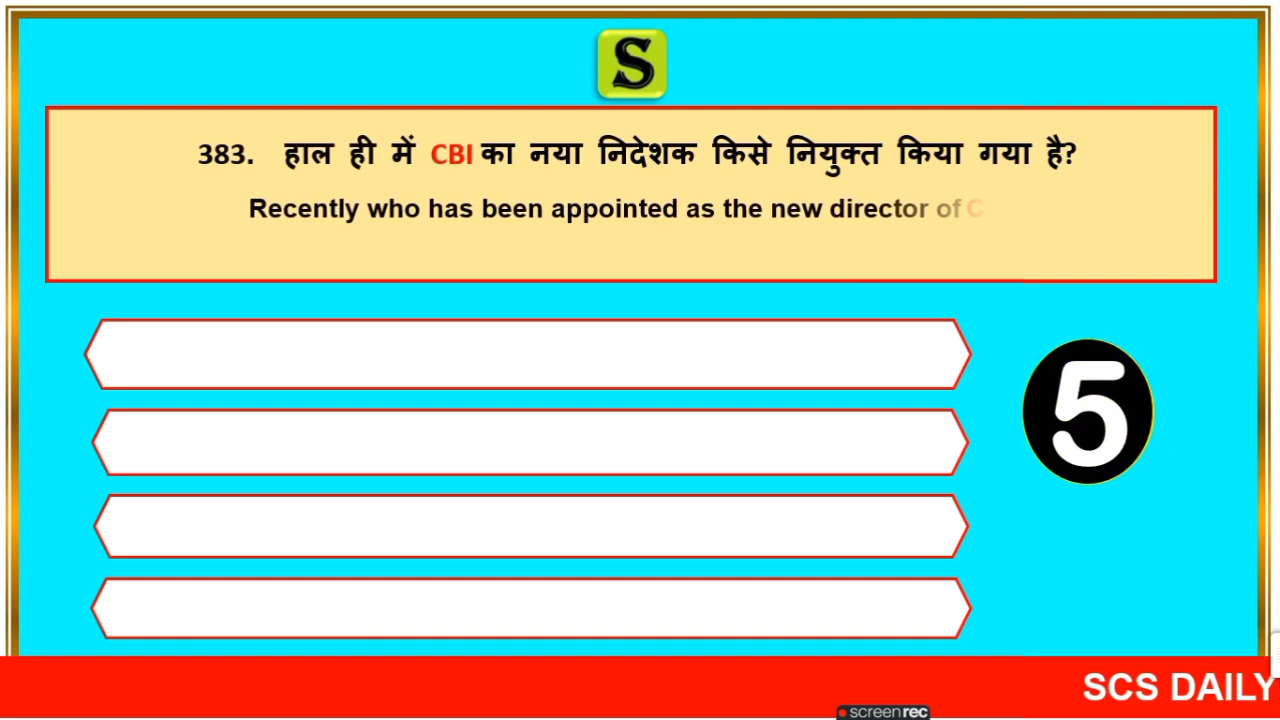 S
383. हाल ही में CBI का नया निदेशक किसे नियुक्त किया गया है?
Recently who has been appointed as the new director of C
5
SCS DAILY
screenrec